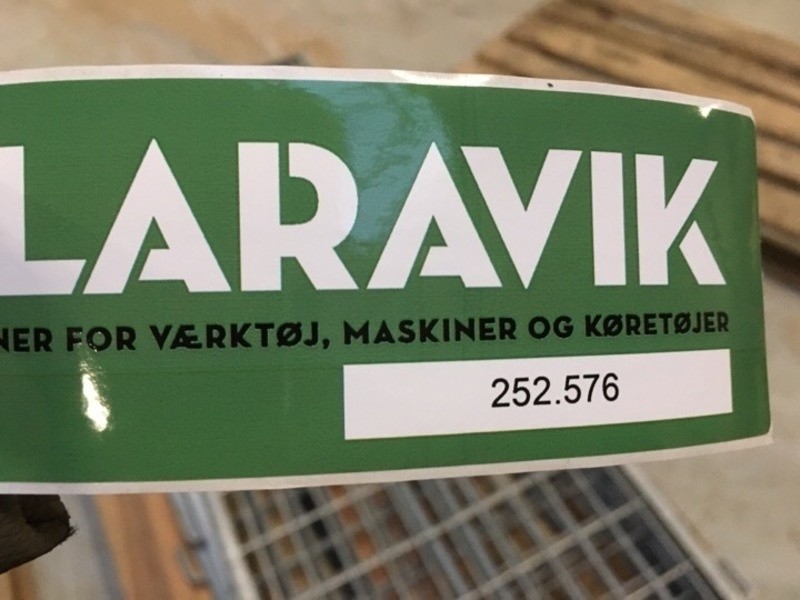 LARAVIK
NER FOR VÆRKTØJ, MASKINER OG KØRETØJER
252.576